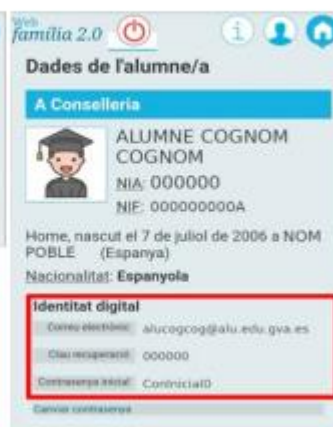 Web
família 2.0
Dades de l'alumne/a
A Conselleria
ALUMNE COGNOM
COGNOM
NIA: 000000
NIF: 000000000A
Home, nascut el 7 de juliol de 2006 a NOM
POBLE (Espanya)
Nacionalitat: Espanyola
Identitat digital
Correu electrònic alucogcog@alu.edu.gva.es
Clau recuperació 000000
Contrasenya inicial ContInicial0
Canviar contrasenya